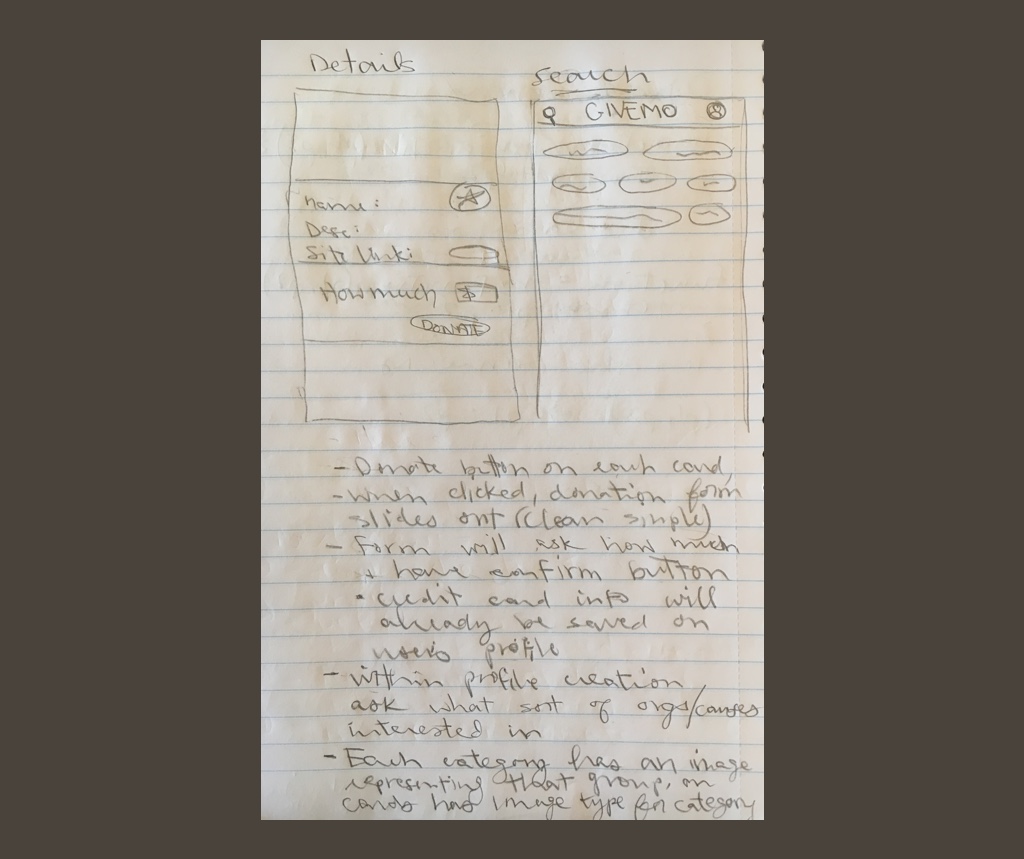 Details
Search
GIVEMO
name:
Desc:
Site Link:
How much $
DONATE
- Donate button on each card,
- when clicked, donation form
slides out (clean simple)
- Form will ask how much
+ have confirm button
• credit card info will
already be saved on
users profile
- within profile creation
ask what sort of orgs/causes
interested in
- Each category has an image
representing that group, on
cards has image type for category